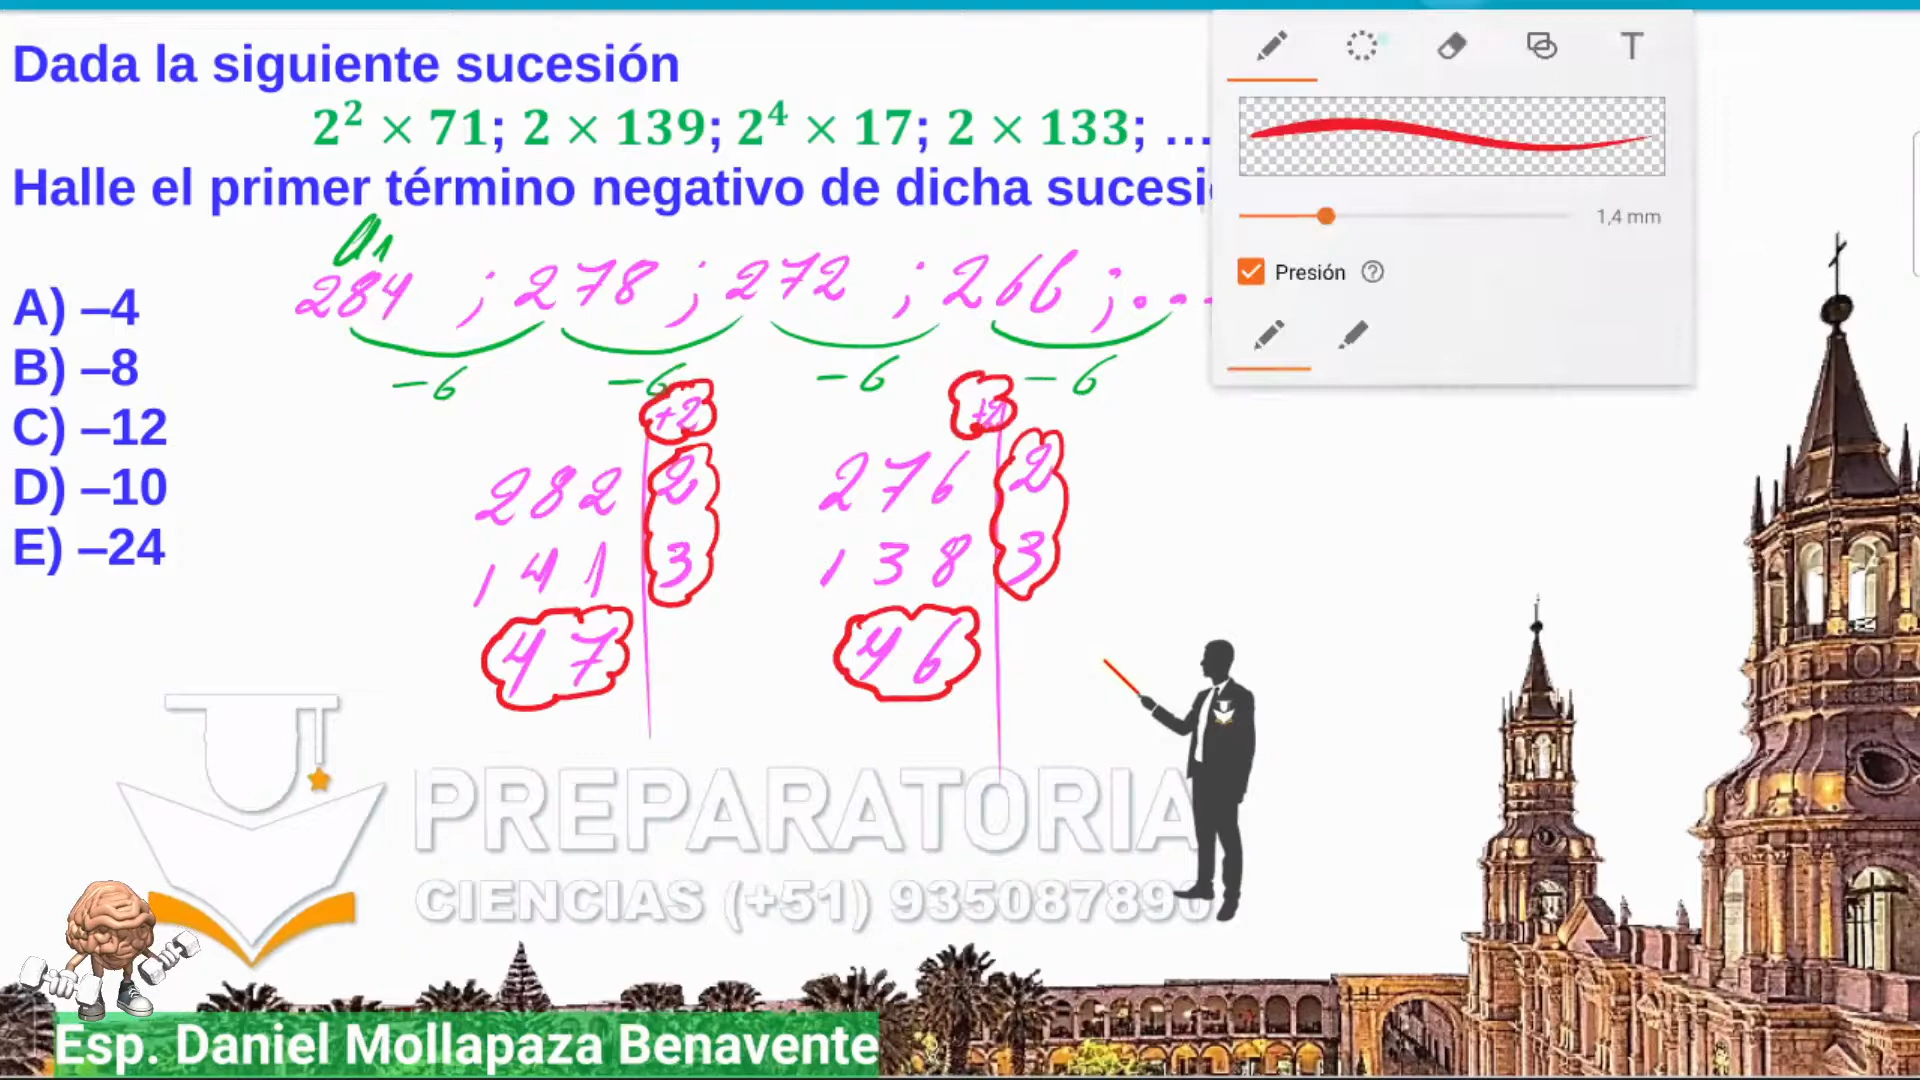 Dada la siguiente sucesión
2² × 71; 2 × 139; 2⁴ × 17; 2 × 133; ...
Halle el primer término negativo de dicha sucesi
a₁
284 ; 278 ; 272 ; 266 ; ...
-6 -6 -6 -6
A) –4
B) –8
C) –12
D) –10
E) –24
+2 +2
282 2 276 2
141 3 138 3
47 46
T
1,4 mm
Presión ?
PREPARATORIA
CIENCIAS (+51) 935087890
Esp. Daniel Mollapaza Benavente